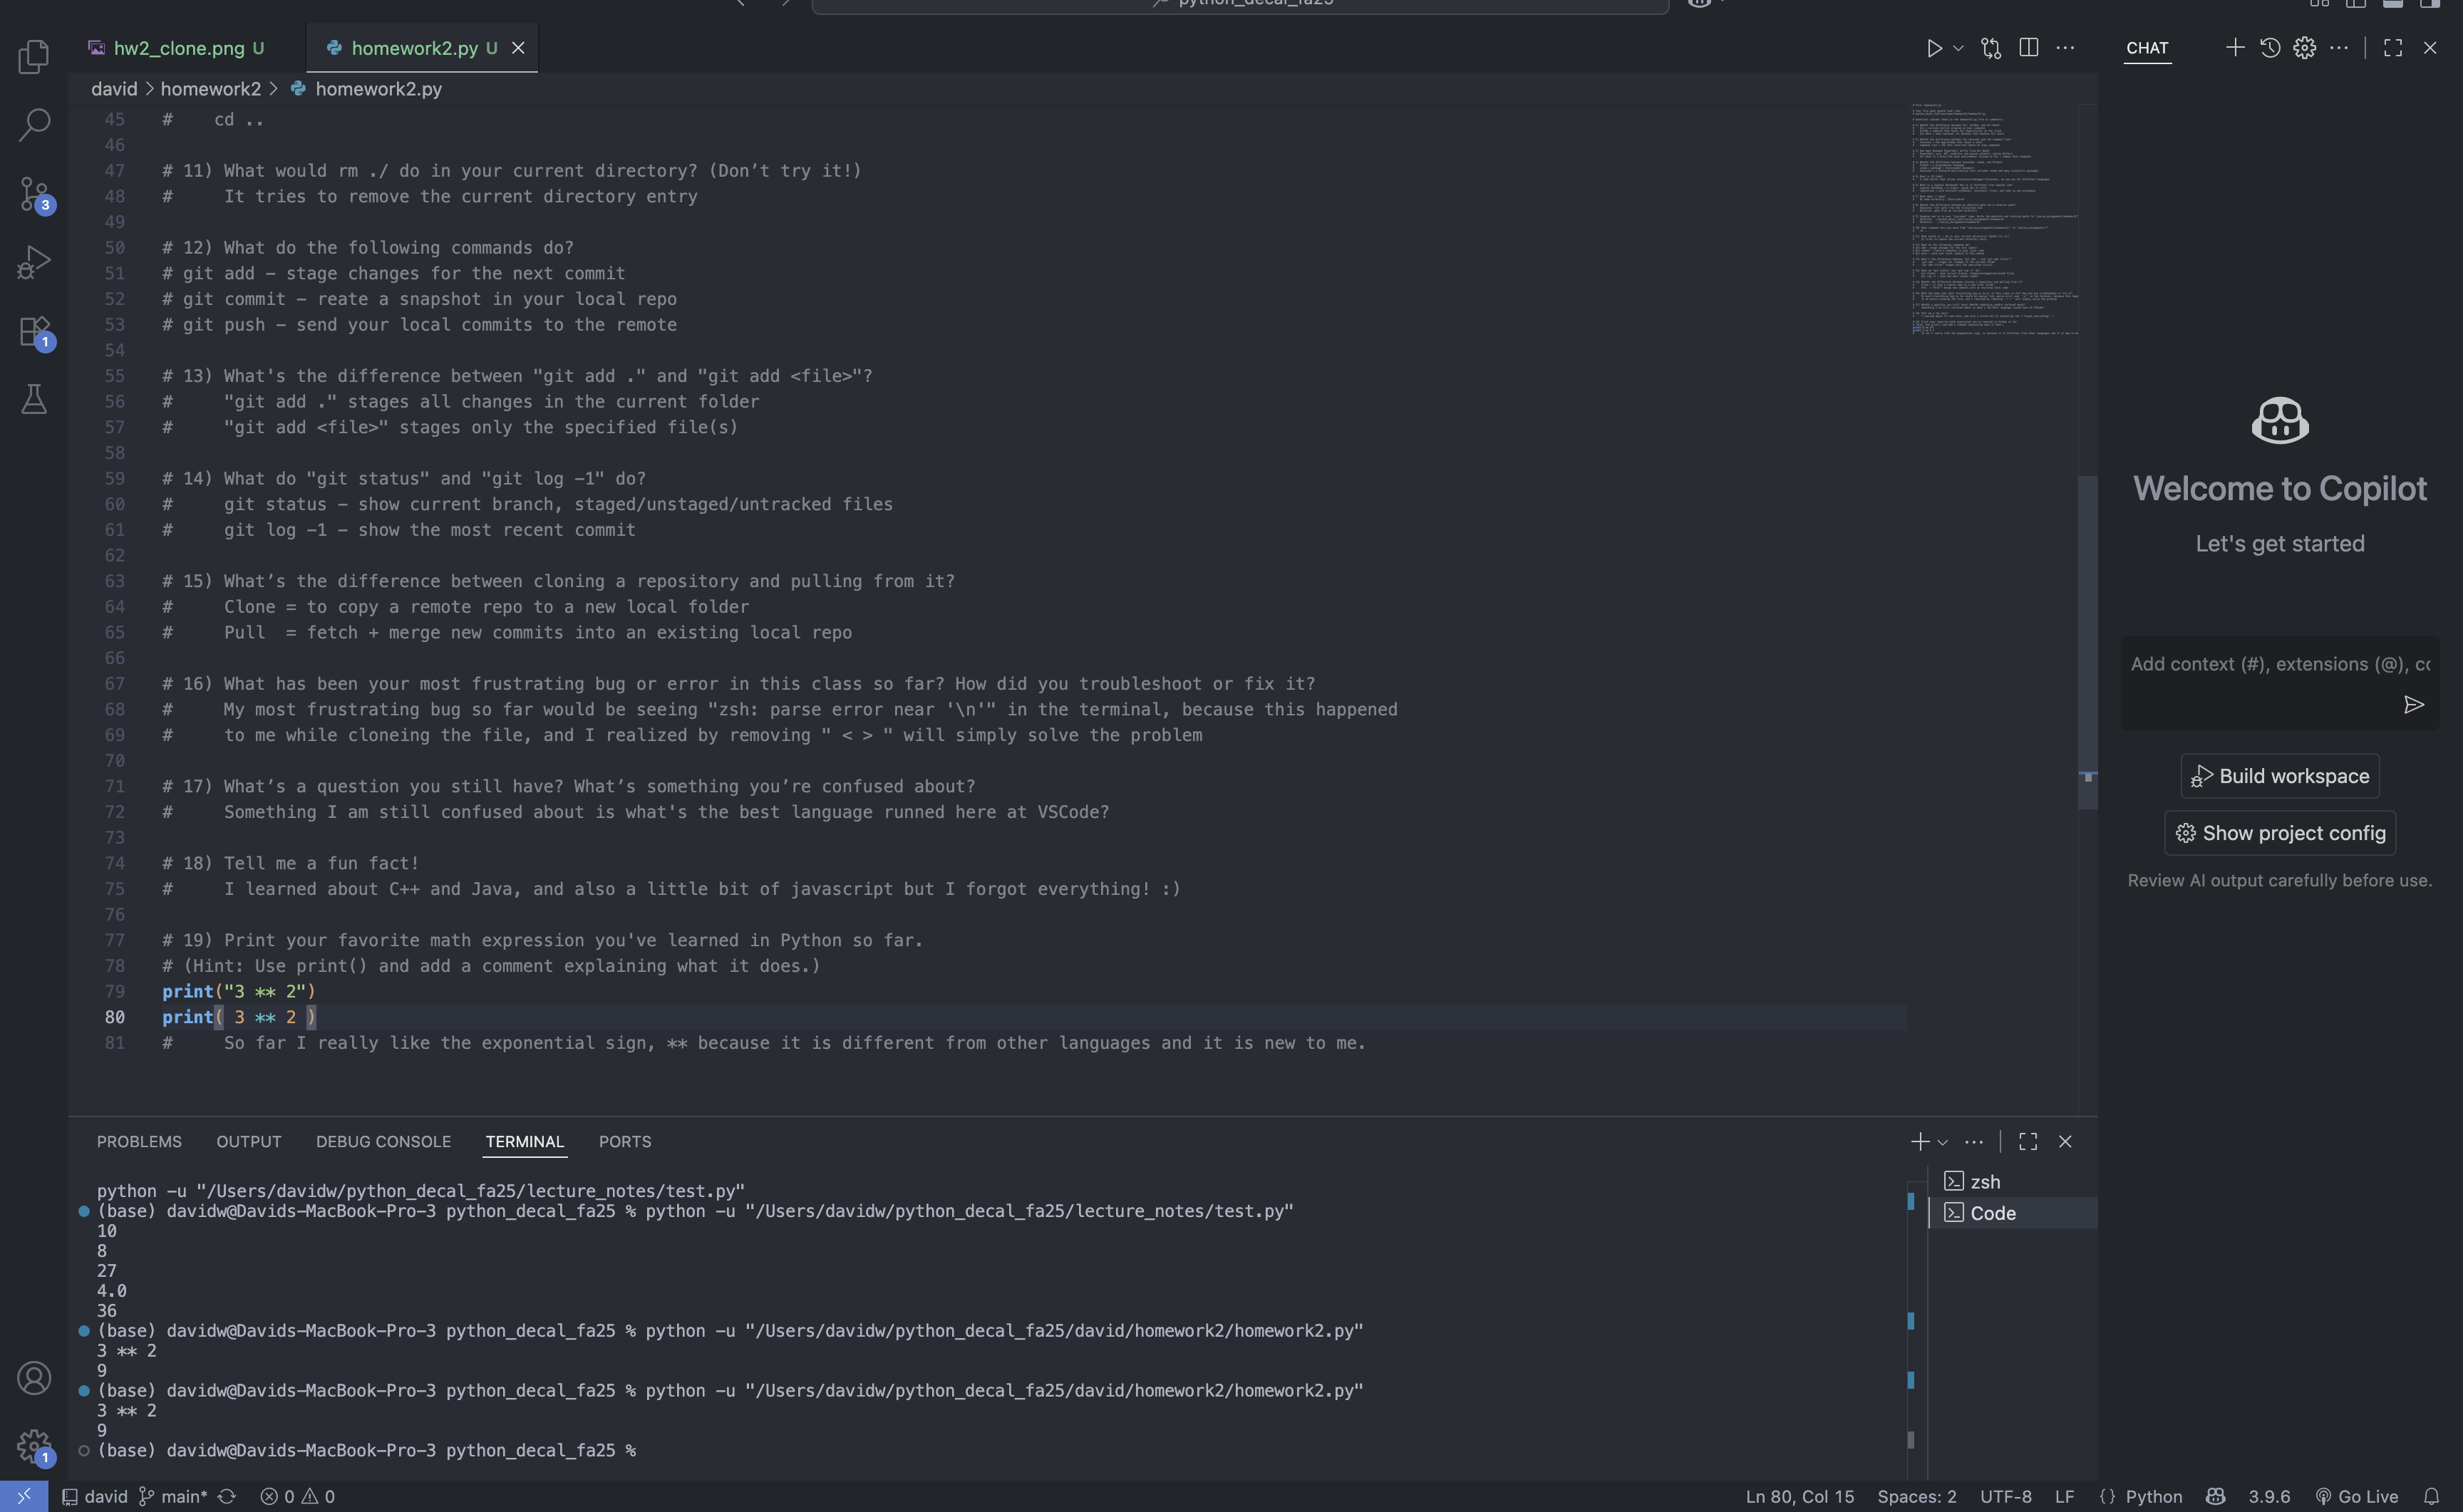 python_decal_fa25
hw2_clone.png U
homework2.py U
CHAT
david > homework2 > homework2.py
45 #    cd ..
46
47 # 11) What would rm ./ do in your current directory? (Don’t try it!)
48 #     It tries to remove the current directory entry
49
50 # 12) What do the following commands do?
51 # git add – stage changes for the next commit
52 # git commit – reate a snapshot in your local repo
53 # git push – send your local commits to the remote
54
55 # 13) What's the difference between "git add ." and "git add <file>"?
56 #     "git add ." stages all changes in the current folder
57 #     "git add <file>" stages only the specified file(s)
58
59 # 14) What do "git status" and "git log -1" do?
60 #     git status – show current branch, staged/unstaged/untracked files
61 #     git log -1 – show the most recent commit
62
63 # 15) What’s the difference between cloning a repository and pulling from it?
64 #     Clone = to copy a remote repo to a new local folder
65 #     Pull  = fetch + merge new commits into an existing local repo
66
67 # 16) What has been your most frustrating bug or error in this class so far? How did you troubleshoot or fix it?
68 #     My most frustrating bug so far would be seeing "zsh: parse error near '\n'" in the terminal, because this happened
69 #     to me while cloneing the file, and I realized by removing " < > " will simply solve the problem
70
71 # 17) What’s a question you still have? What’s something you’re confused about?
72 #     Something I am still confused about is what's the best language runned here at VSCode?
73
74 # 18) Tell me a fun fact!
75 #     I learned about C++ and Java, and also a little bit of javascript but I forgot everything! :)
76
77 # 19) Print your favorite math expression you've learned in Python so far.
78 # (Hint: Use print() and add a comment explaining what it does.)
79 print("3 ** 2")
80 print( 3 ** 2 )
81 #     So far I really like the exponential sign, ** because it is different from other languages and it is new to me.
3
1
Welcome to Copilot
Let's get started
Add context (#), extensions (@), co
Build workspace
Show project config
Review AI output carefully before use.
PROBLEMS OUTPUT DEBUG CONSOLE TERMINAL PORTS
zsh
Code
python -u "/Users/davidw/python_decal_fa25/lecture_notes/test.py"
(base) davidw@Davids-MacBook-Pro-3 python_decal_fa25 % python -u "/Users/davidw/python_decal_fa25/lecture_notes/test.py"
10
8
27
4.0
36
(base) davidw@Davids-MacBook-Pro-3 python_decal_fa25 % python -u "/Users/davidw/python_decal_fa25/david/homework2/homework2.py"
3 ** 2
9
(base) davidw@Davids-MacBook-Pro-3 python_decal_fa25 % python -u "/Users/davidw/python_decal_fa25/david/homework2/homework2.py"
3 ** 2
9
(base) davidw@Davids-MacBook-Pro-3 python_decal_fa25 %
1
david main* 0 0 Ln 80, Col 15 Spaces: 2 UTF-8 LF {} Python 3.9.6 Go Live